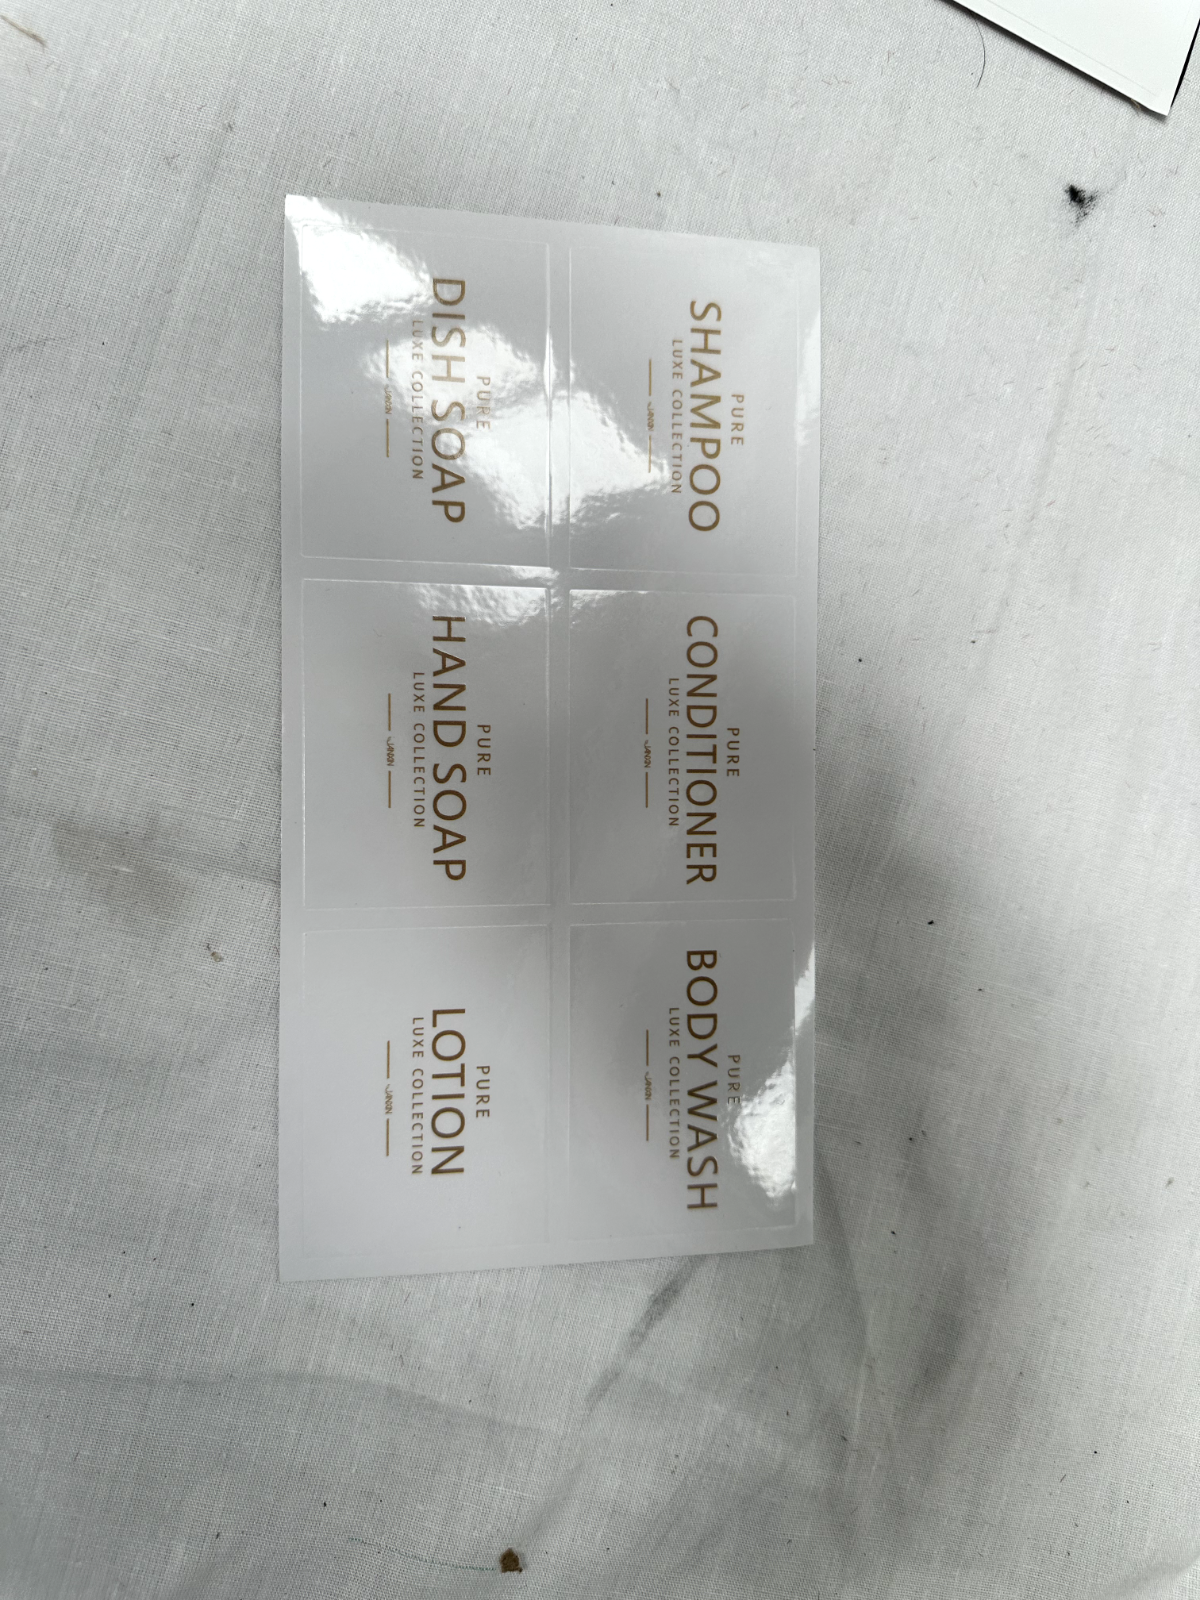 PURE
SHAMPOO
LUXE COLLECTION
PURE
CONDITIONER
LUXE COLLECTION
PURE
BODY WASH
LUXE COLLECTION
PURE
DISH SOAP
LUXE COLLECTION
PURE
HAND SOAP
LUXE COLLECTION
PURE
LOTION
LUXE COLLECTION